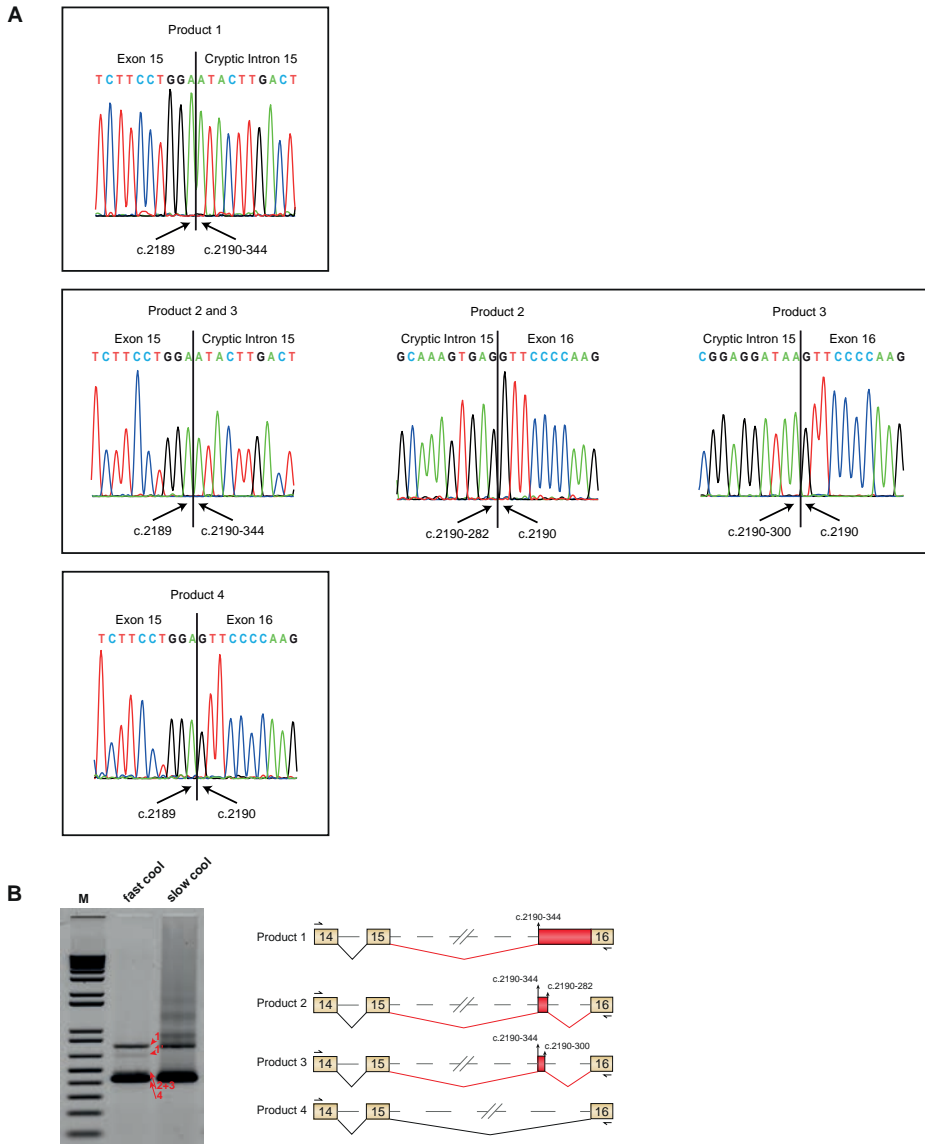 A
Product 1
Exon 15 Cryptic Intron 15
TCTTCCTGGAATACTTGACT
c.2189 c.2190-344
Product 2 and 3
Exon 15 Cryptic Intron 15
TCTTCCTGGAATACTTGACT
c.2189 c.2190-344
Product 2
Cryptic Intron 15 Exon 16
GCAAAGTGAGGTTCCCCAAG
c.2190-282 c.2190
Product 3
Cryptic Intron 15 Exon 16
CGGAGGATAAGTTCCCCAAG
c.2190-300 c.2190
Product 4
Exon 15 Exon 16
TCTTCCTGGAGTTCCCCAAG
c.2189 c.2190
B
M fast cool slow cool
1
1
2+3
4
c.2190-344
Product 1 14 15 16
c.2190-344 c.2190-282
Product 2 14 15 16
c.2190-344 c.2190-300
Product 3 14 15 16
Product 4 14 15 16